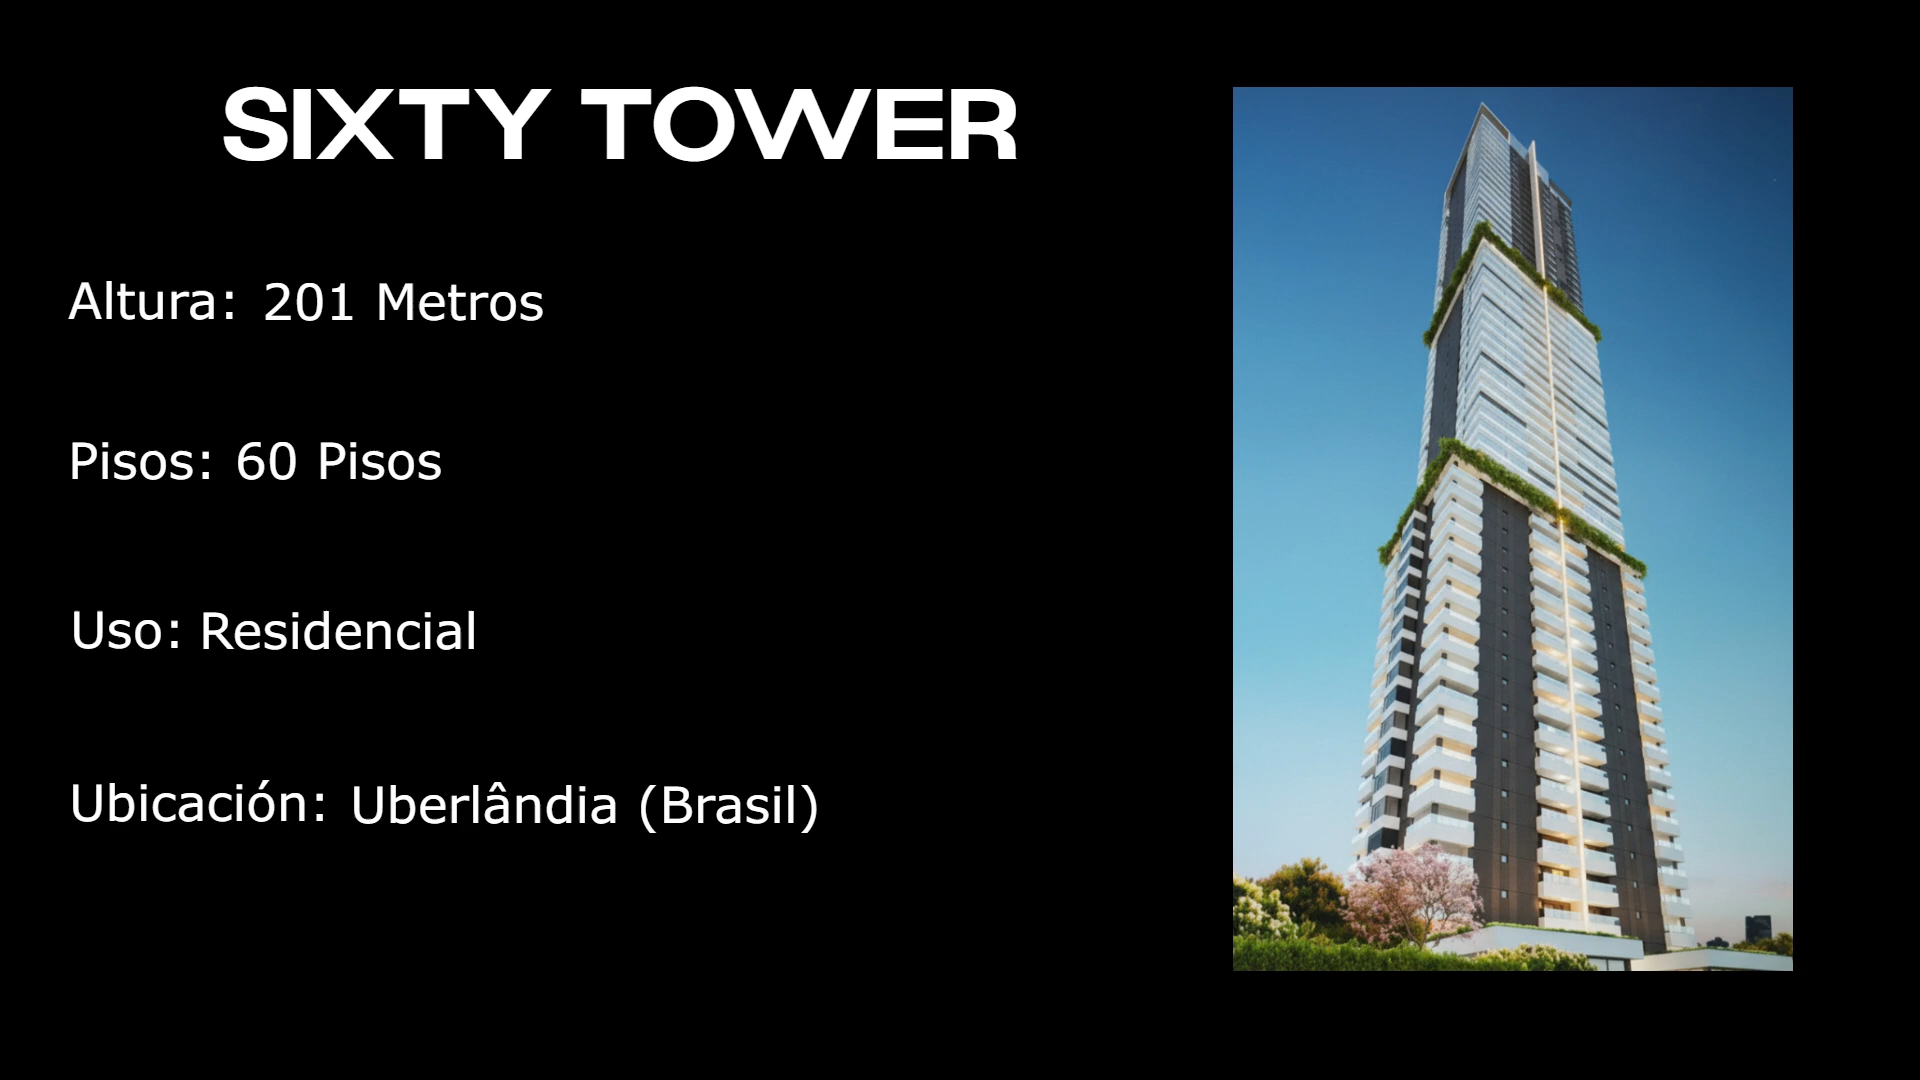 SIXTY TOWER
Altura: 201 Metros
Pisos: 60 Pisos
Uso: Residencial
Ubicación: Uberlândia (Brasil)